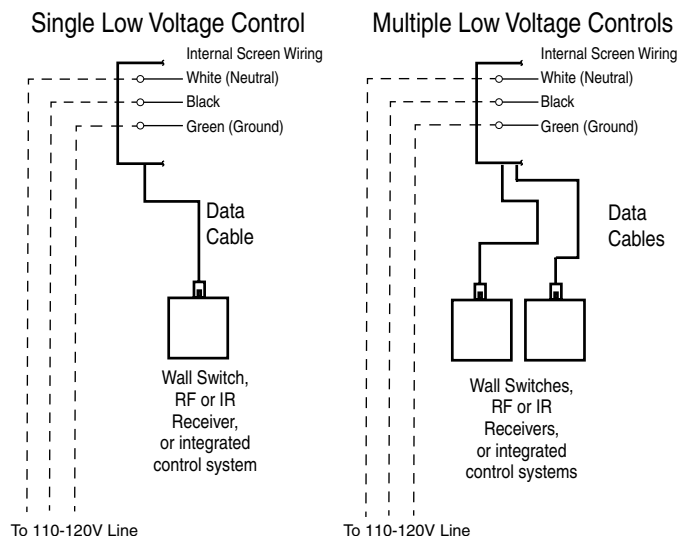 Single Low Voltage Control
Internal Screen Wiring
White (Neutral)
Black
Green (Ground)
Data
Cable
Wall Switch,
RF or IR
Receiver,
or integrated
control system
To 110-120V Line
Multiple Low Voltage Controls
Internal Screen Wiring
White (Neutral)
Black
Green (Ground)
Data
Cables
Wall Switches,
RF or IR
Receivers,
or integrated
control systems
To 110-120V Line